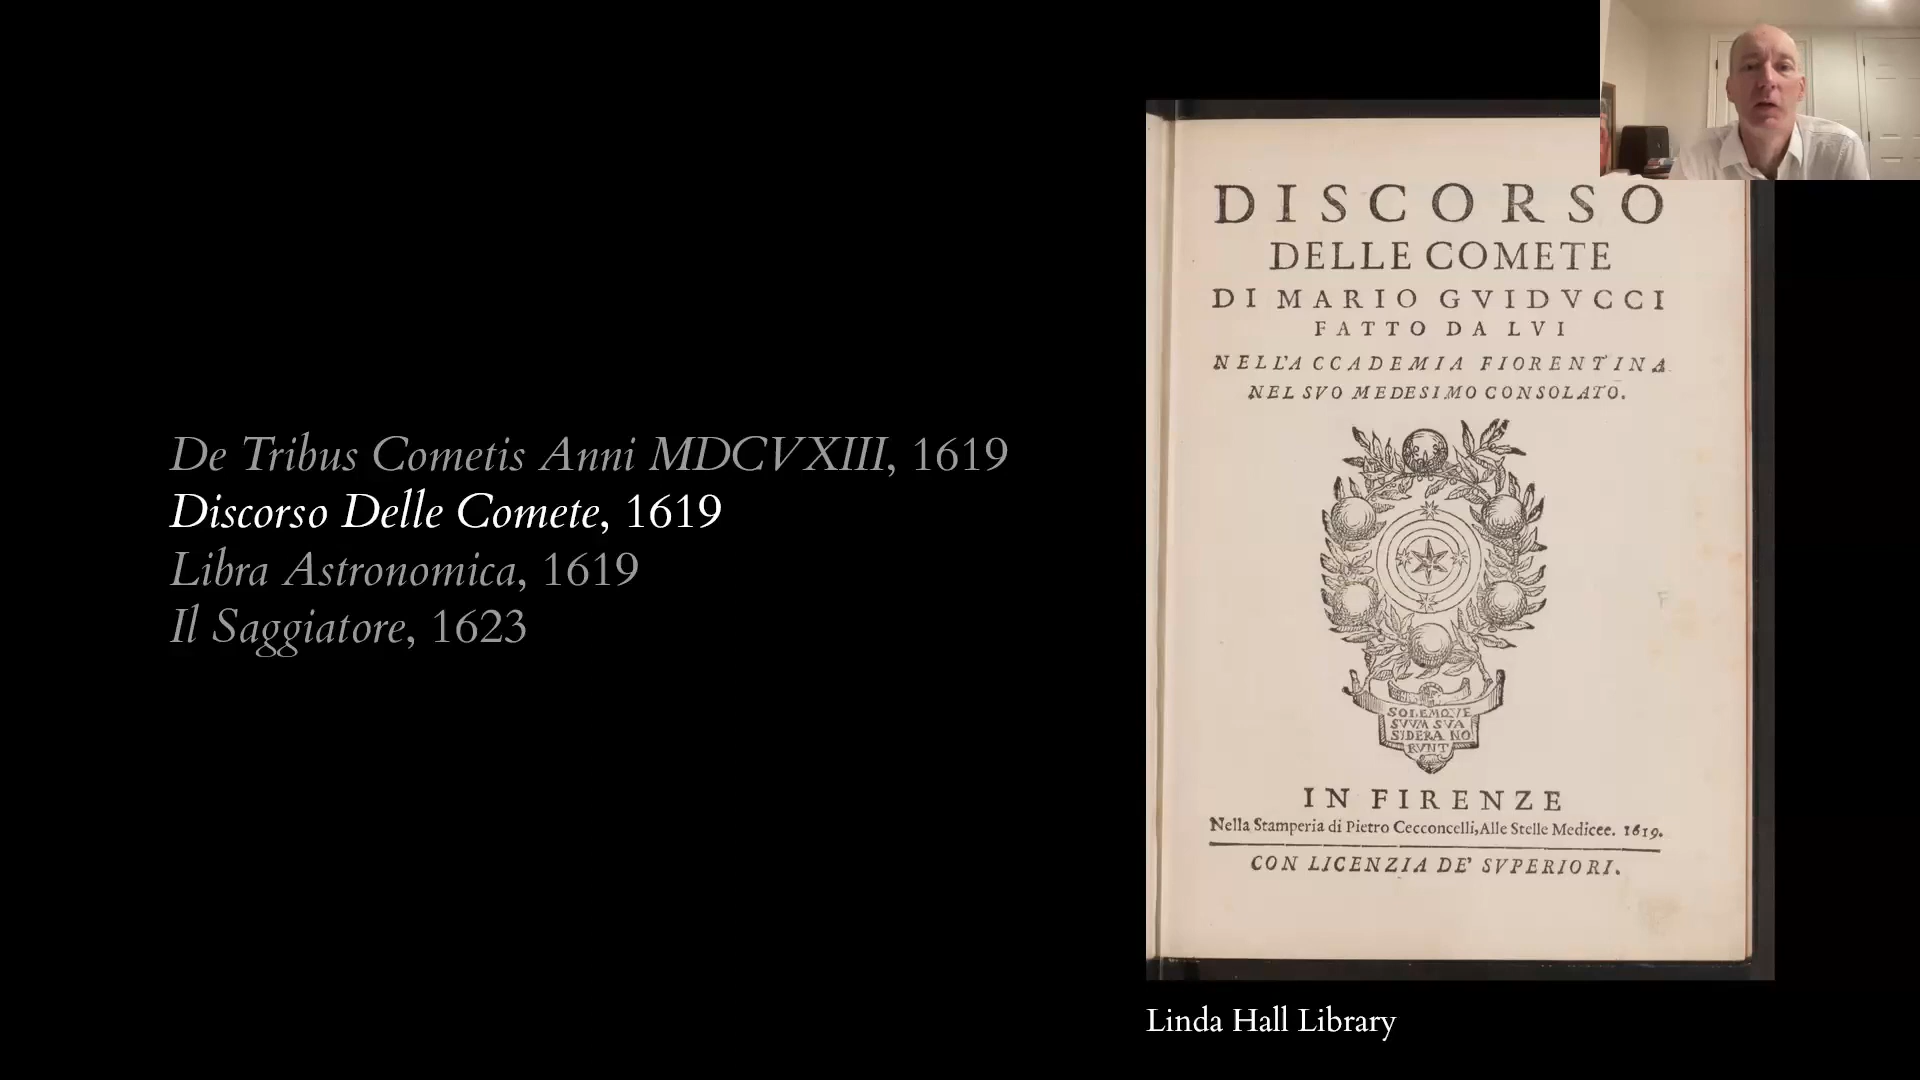 De Tribus Cometis Anni MDCVXIII, 1619
Discorso Delle Comete, 1619
Libra Astronomica, 1619
Il Saggiatore, 1623
DISCORSO
DELLE COMETE
DI MARIO GVIDVCCI
FATTO DA LVI
NELL'ACCADEMIA FIORENTINA
NEL SVO MEDESIMO CONSOLATO.
SOLEMQVE
SVVM SVA
SIDERA NO
RVNT
IN FIRENZE
Nella Stamperia di Pietro Cecconcelli, Alle Stelle Medicee. 1619.
CON LICENZIA DE' SVPERIORI.
Linda Hall Library